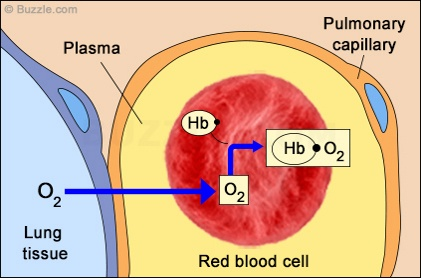 © Buzzle.com
Pulmonary
capillary
Plasma
Hb
Hb O2
O2
O2
Lung
tissue
Red blood cell